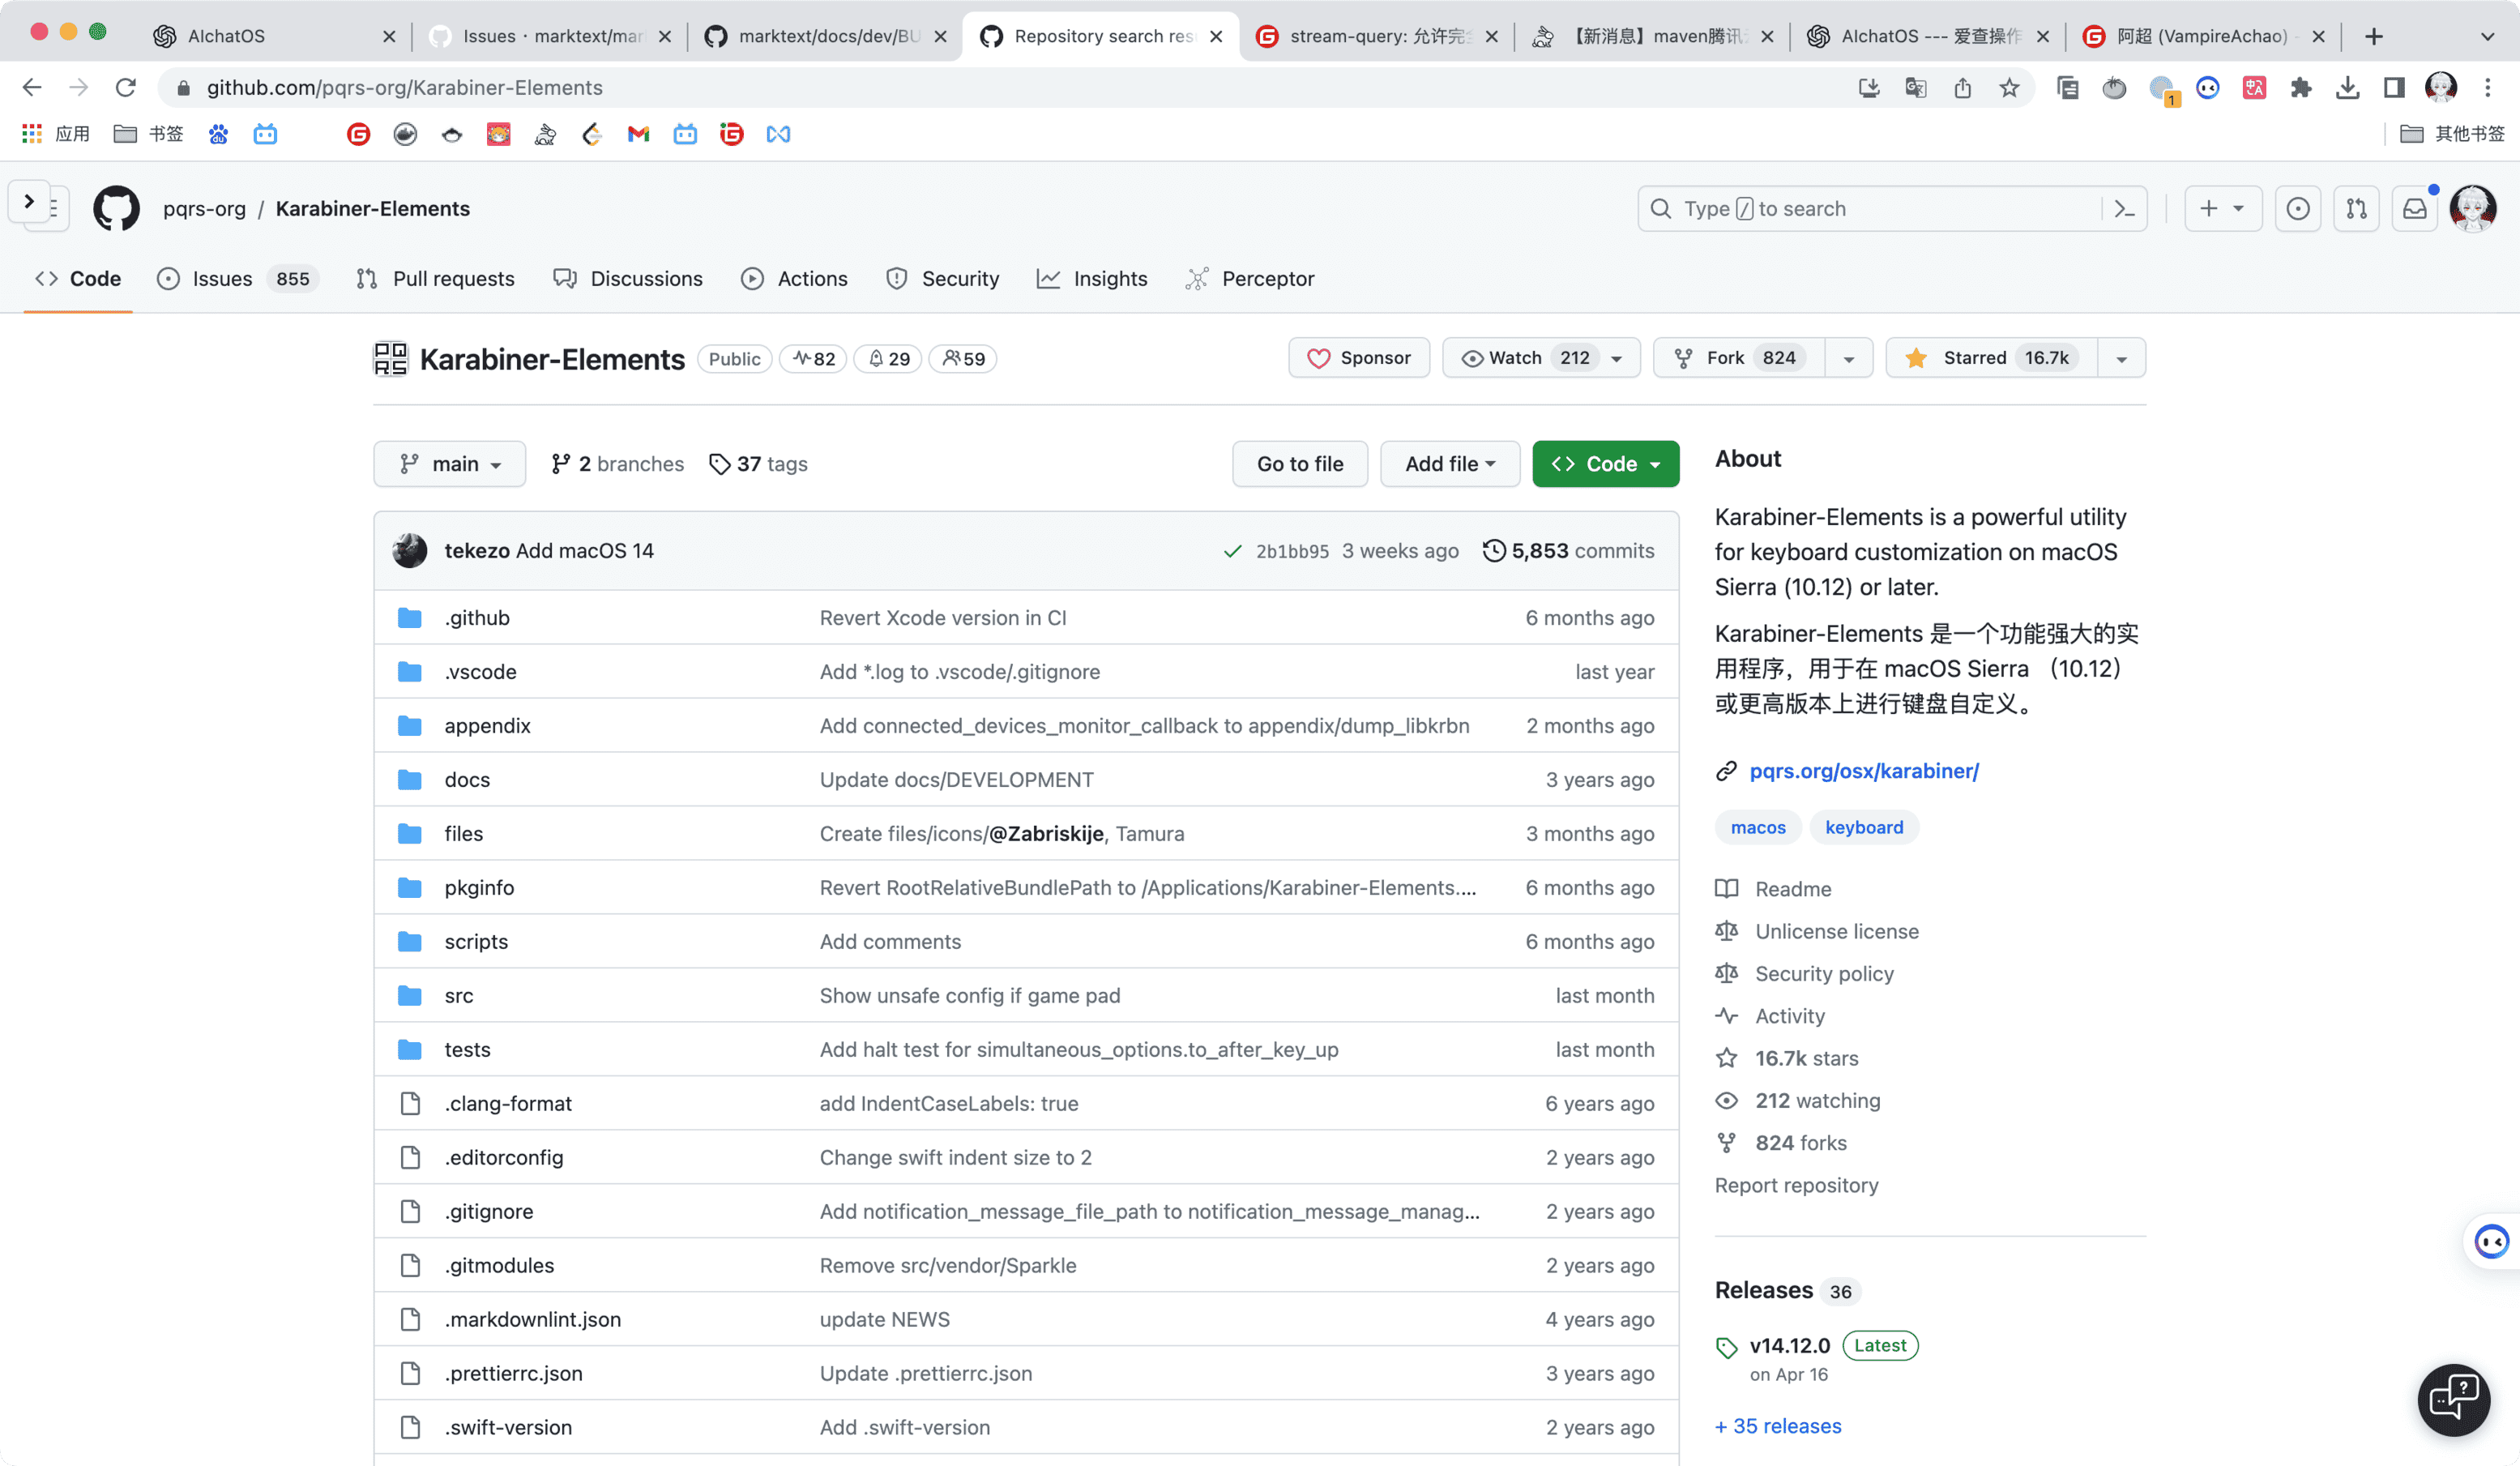 AIchatOS
Issues · marktext/mar
marktext/docs/dev/BU
Repository search res
stream-query: 允许完全
【新消息】maven腾讯
AIchatOS --- 爱查操作
阿超 (VampireAchao) -
github.com/pqrs-org/Karabiner-Elements
1
应用
书签
其他书签
pqrs-org / Karabiner-Elements
Type / to search
Code
Issues 855
Pull requests
Discussions
Actions
Security
Insights
Perceptor
PQRS
Karabiner-Elements
Public
82
29
59
Sponsor
Watch 212
Fork 824
Starred 16.7k
main
2 branches
37 tags
Go to file
Add file
Code
tekezo Add macOS 14
2b1bb95 3 weeks ago
5,853 commits
.github Revert Xcode version in CI 6 months ago
.vscode Add *.log to .vscode/.gitignore last year
appendix Add connected_devices_monitor_callback to appendix/dump_libkrbn 2 months ago
docs Update docs/DEVELOPMENT 3 years ago
files Create files/icons/@Zabriskije, Tamura 3 months ago
pkginfo Revert RootRelativeBundlePath to /Applications/Karabiner-Elements.... 6 months ago
scripts Add comments 6 months ago
src Show unsafe config if game pad last month
tests Add halt test for simultaneous_options.to_after_key_up last month
.clang-format add IndentCaseLabels: true 6 years ago
.editorconfig Change swift indent size to 2 2 years ago
.gitignore Add notification_message_file_path to notification_message_manag... 2 years ago
.gitmodules Remove src/vendor/Sparkle 2 years ago
.markdownlint.json update NEWS 4 years ago
.prettierrc.json Update .prettierrc.json 3 years ago
.swift-version Add .swift-version 2 years ago
About
Karabiner-Elements is a powerful utility
for keyboard customization on macOS
Sierra (10.12) or later.
Karabiner-Elements 是一个功能强大的实
用程序，用于在 macOS Sierra （10.12）
或更高版本上进行键盘自定义。
pqrs.org/osx/karabiner/
macos
keyboard
Readme
Unlicense license
Security policy
Activity
16.7k stars
212 watching
824 forks
Report repository
Releases 36
v14.12.0 Latest
on Apr 16
+ 35 releases